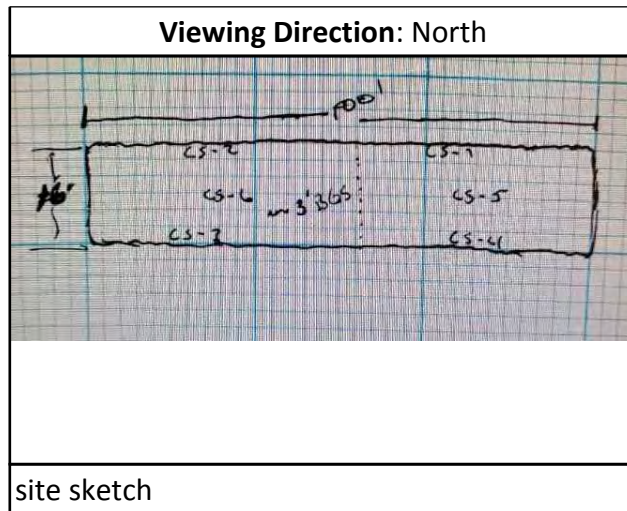 Viewing Direction: North
100'
CS-2 CS-1
16'
CS-6 ~ 3' BGS CS-5
CS-3 CS-4
site sketch